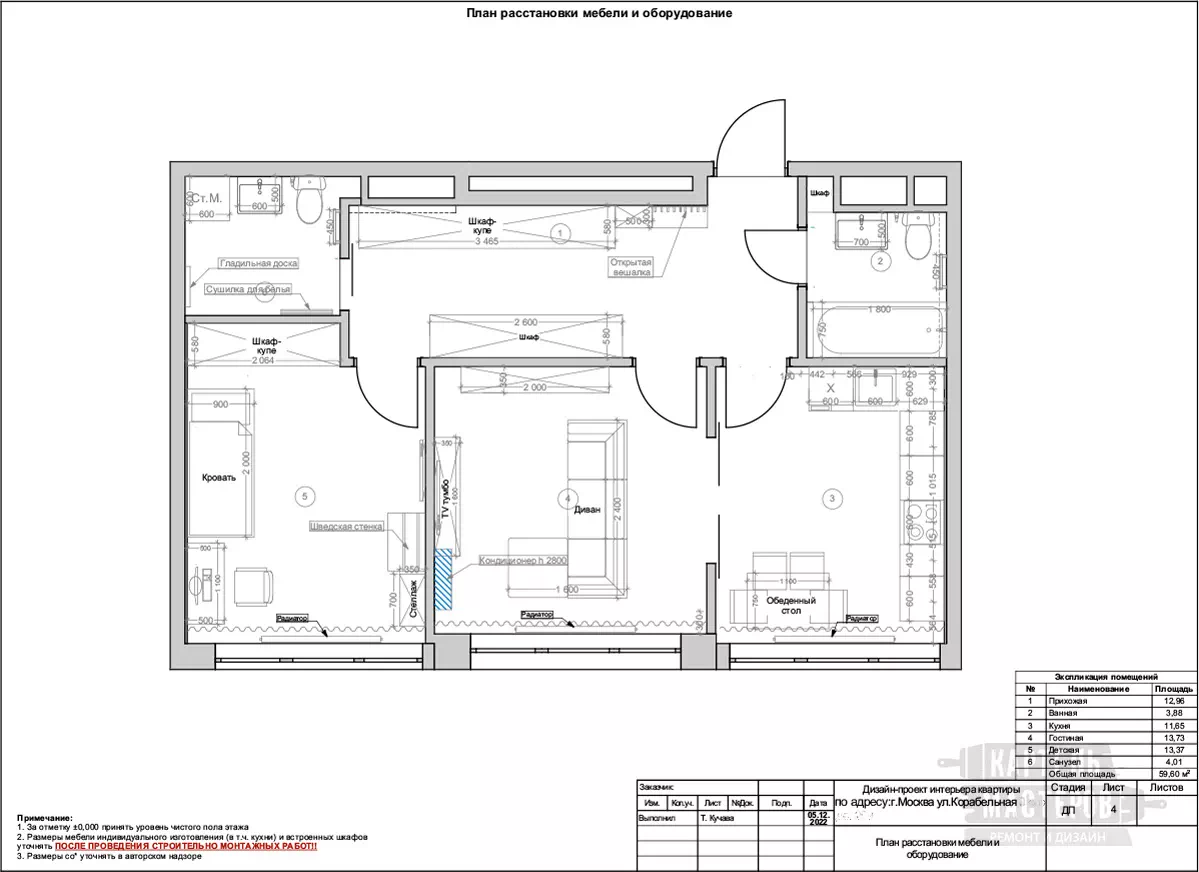 План расстановки мебели и оборудование
Ст.М.
600
600
600
500
450
Гладильная доска
Сушилка для белья
Шкаф-
купе
3 465
580
1
500
Открытая
вешалка
Шкаф
700
500
2
450
1 800
750
2 600
Шкаф
580
580
Шкаф-
купе
2 064
900
Кровать
2 000
5
Шведская стенка
350
700
Стеллаж
1 100
500
Радиатор
350
2 000
TV тумбо
1 600
4
Диван
2 400
Кондиционер h 2800
1 600
Радиатор
442
566
929
300
X
600
600
629
600
785
600
600
1 015
600
515
430
558
600
3
1 100
750
Обеденный
стол
Радиатор
Экспликация помещений
№ Наименование Площадь
1 Прихожая 12,96
2 Ванная 3,88
3 Кухня 11,65
4 Гостиная 13,73
5 Детская 13,37
6 Санузел 4,01
Общая площадь 59,60 м²
Заказчик:
Изм. Кол.уч. Лист №Док. Подп. Дата
Выполнил Т. Кучава 05.12.
2022
Дизайн-проект интерьера квартиры
по адресу:г.Москва ул.Корабельная
Стадия Лист Листов
ДП 4
План расстановки мебели и
оборудование
КАРТЕЛЬ
МАСТЕРОВ
РЕМОНТ И ДИЗАЙН
Примечание:
1. За отметку ±0,000 принять уровень чистого пола этажа
2. Размеры мебели индивидуального изготовления (в т.ч. кухни) и встроенных шкафов
уточнять ПОСЛЕ ПРОВЕДЕНИЯ СТРОИТЕЛЬНО МОНТАЖНЫХ РАБОТ!!
3. Размеры со* уточнять в авторском надзоре